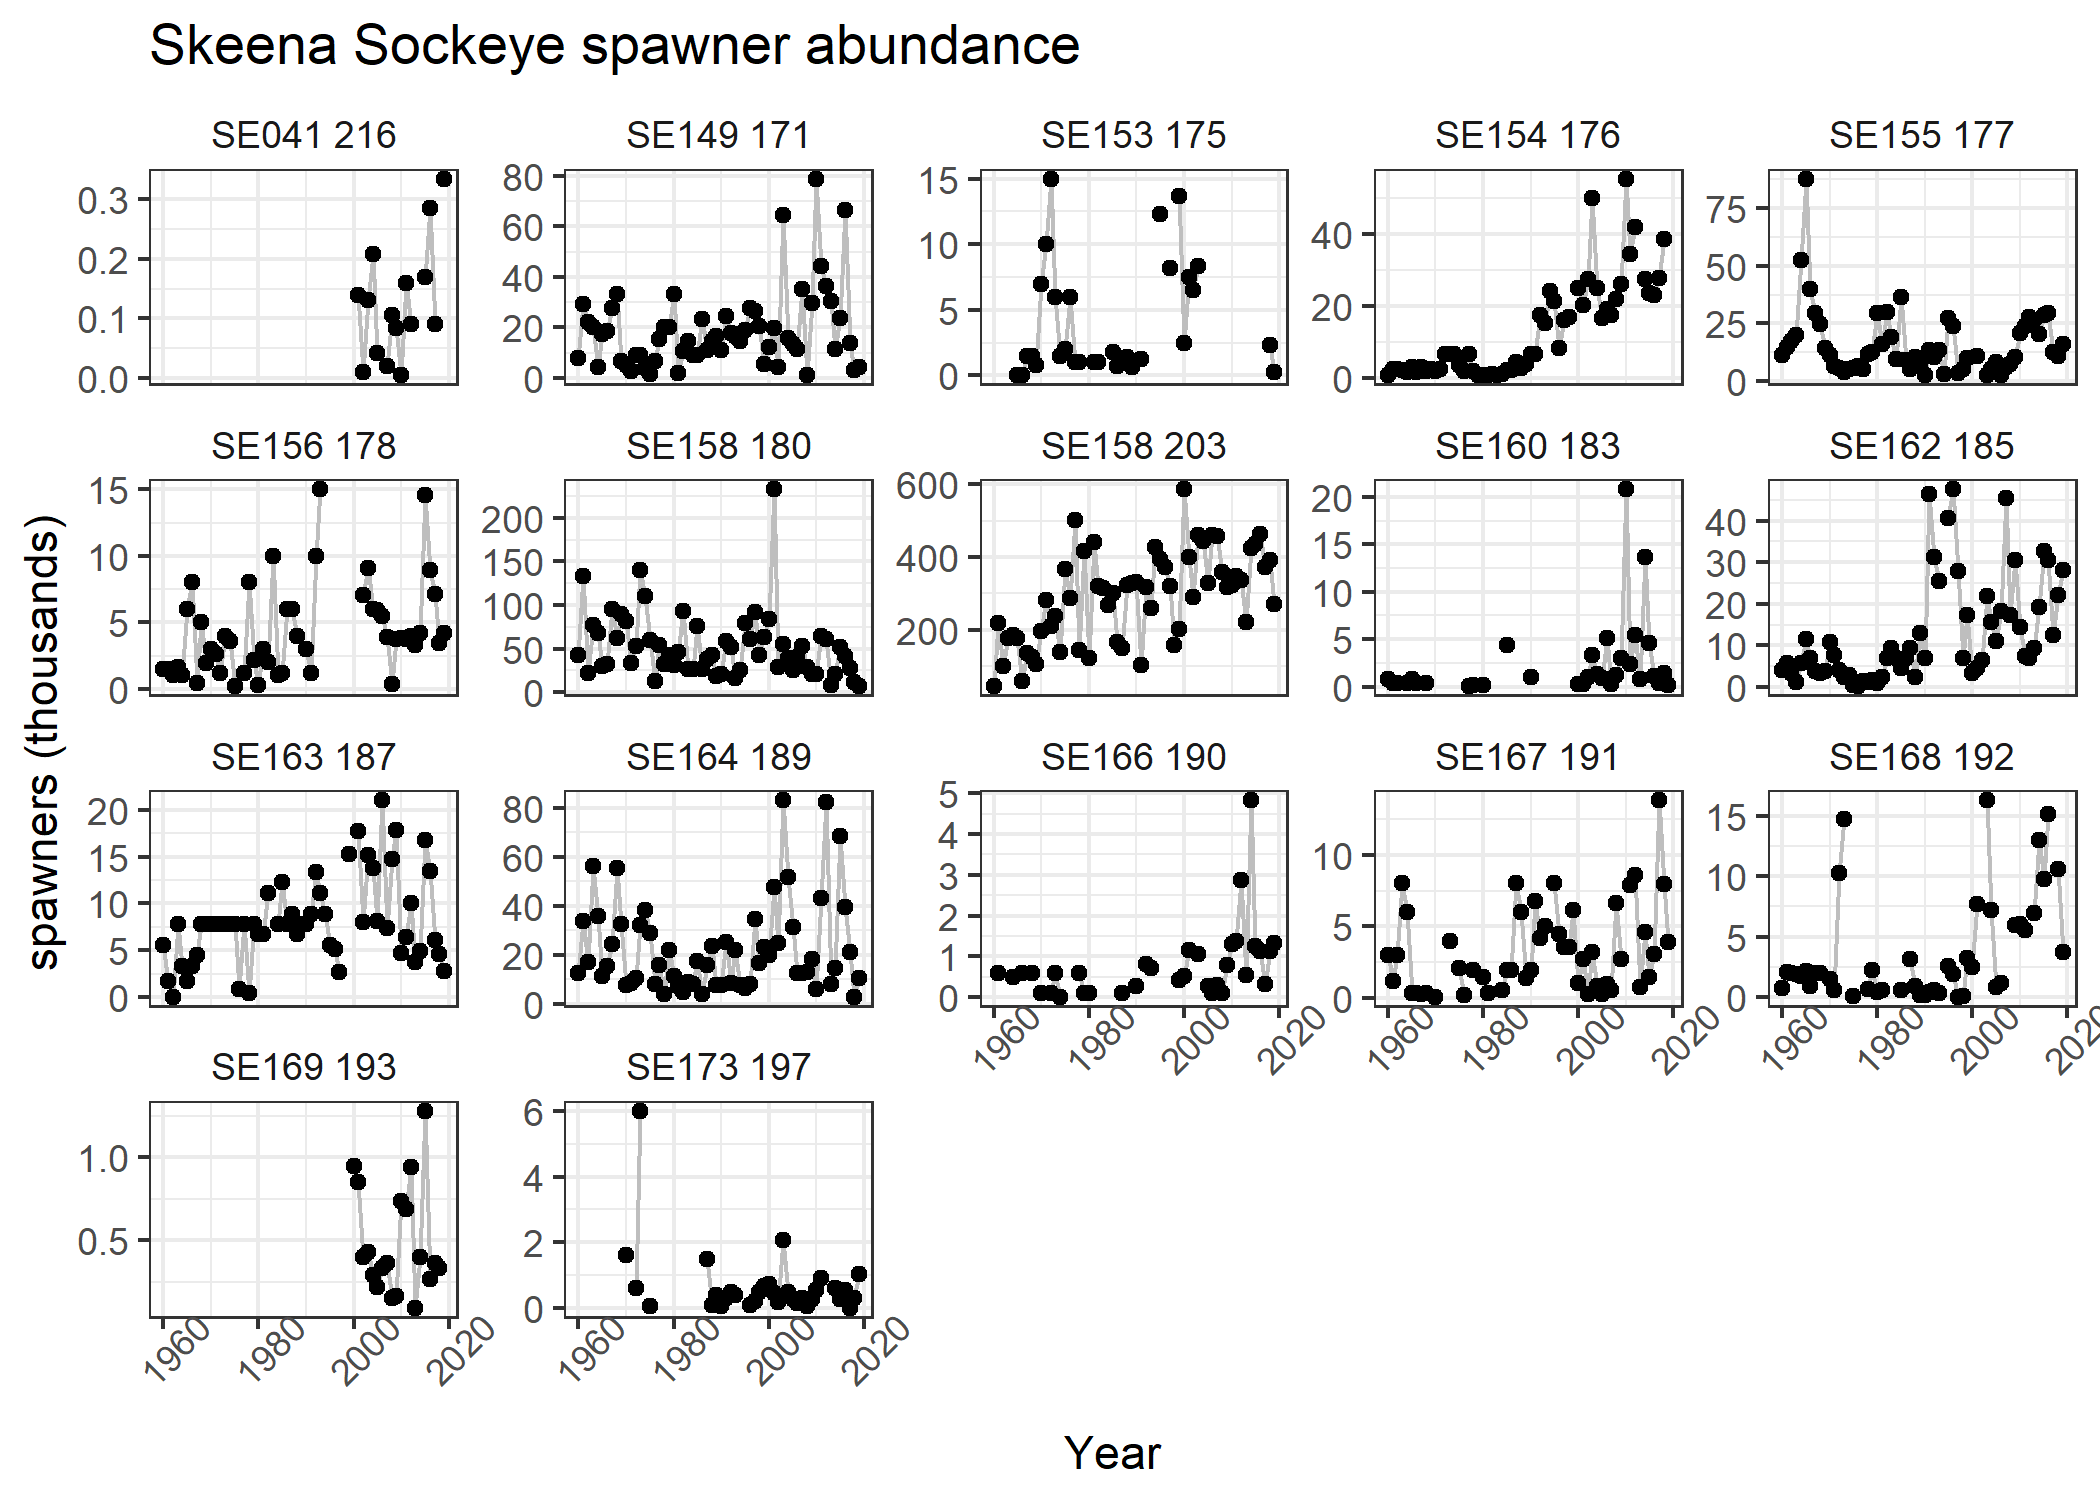 Skeena Sockeye spawner abundance
SE041 216 SE149 171 SE153 175 SE154 176 SE155 177
0.3 0.2 0.1 0.0
80 60 40 20 0
15 10 5 0
40 20 0
75 50 25 0
SE156 178 SE158 180 SE158 203 SE160 183 SE162 185
15 10 5 0
200 150 100 50 0
600 400 200
20 15 10 5 0
40 30 20 10 0
spawners (thousands)
SE163 187 SE164 189 SE166 190 SE167 191 SE168 192
20 15 10 5 0
80 60 40 20 0
5 4 3 2 1 0
10 5 0
15 10 5 0
1960 1980 2000 2020
1960 1980 2000 2020
1960 1980 2000 2020
SE169 193 SE173 197
1.0 0.5
6 4 2 0
1960 1980 2000 2020
1960 1980 2000 2020
Year